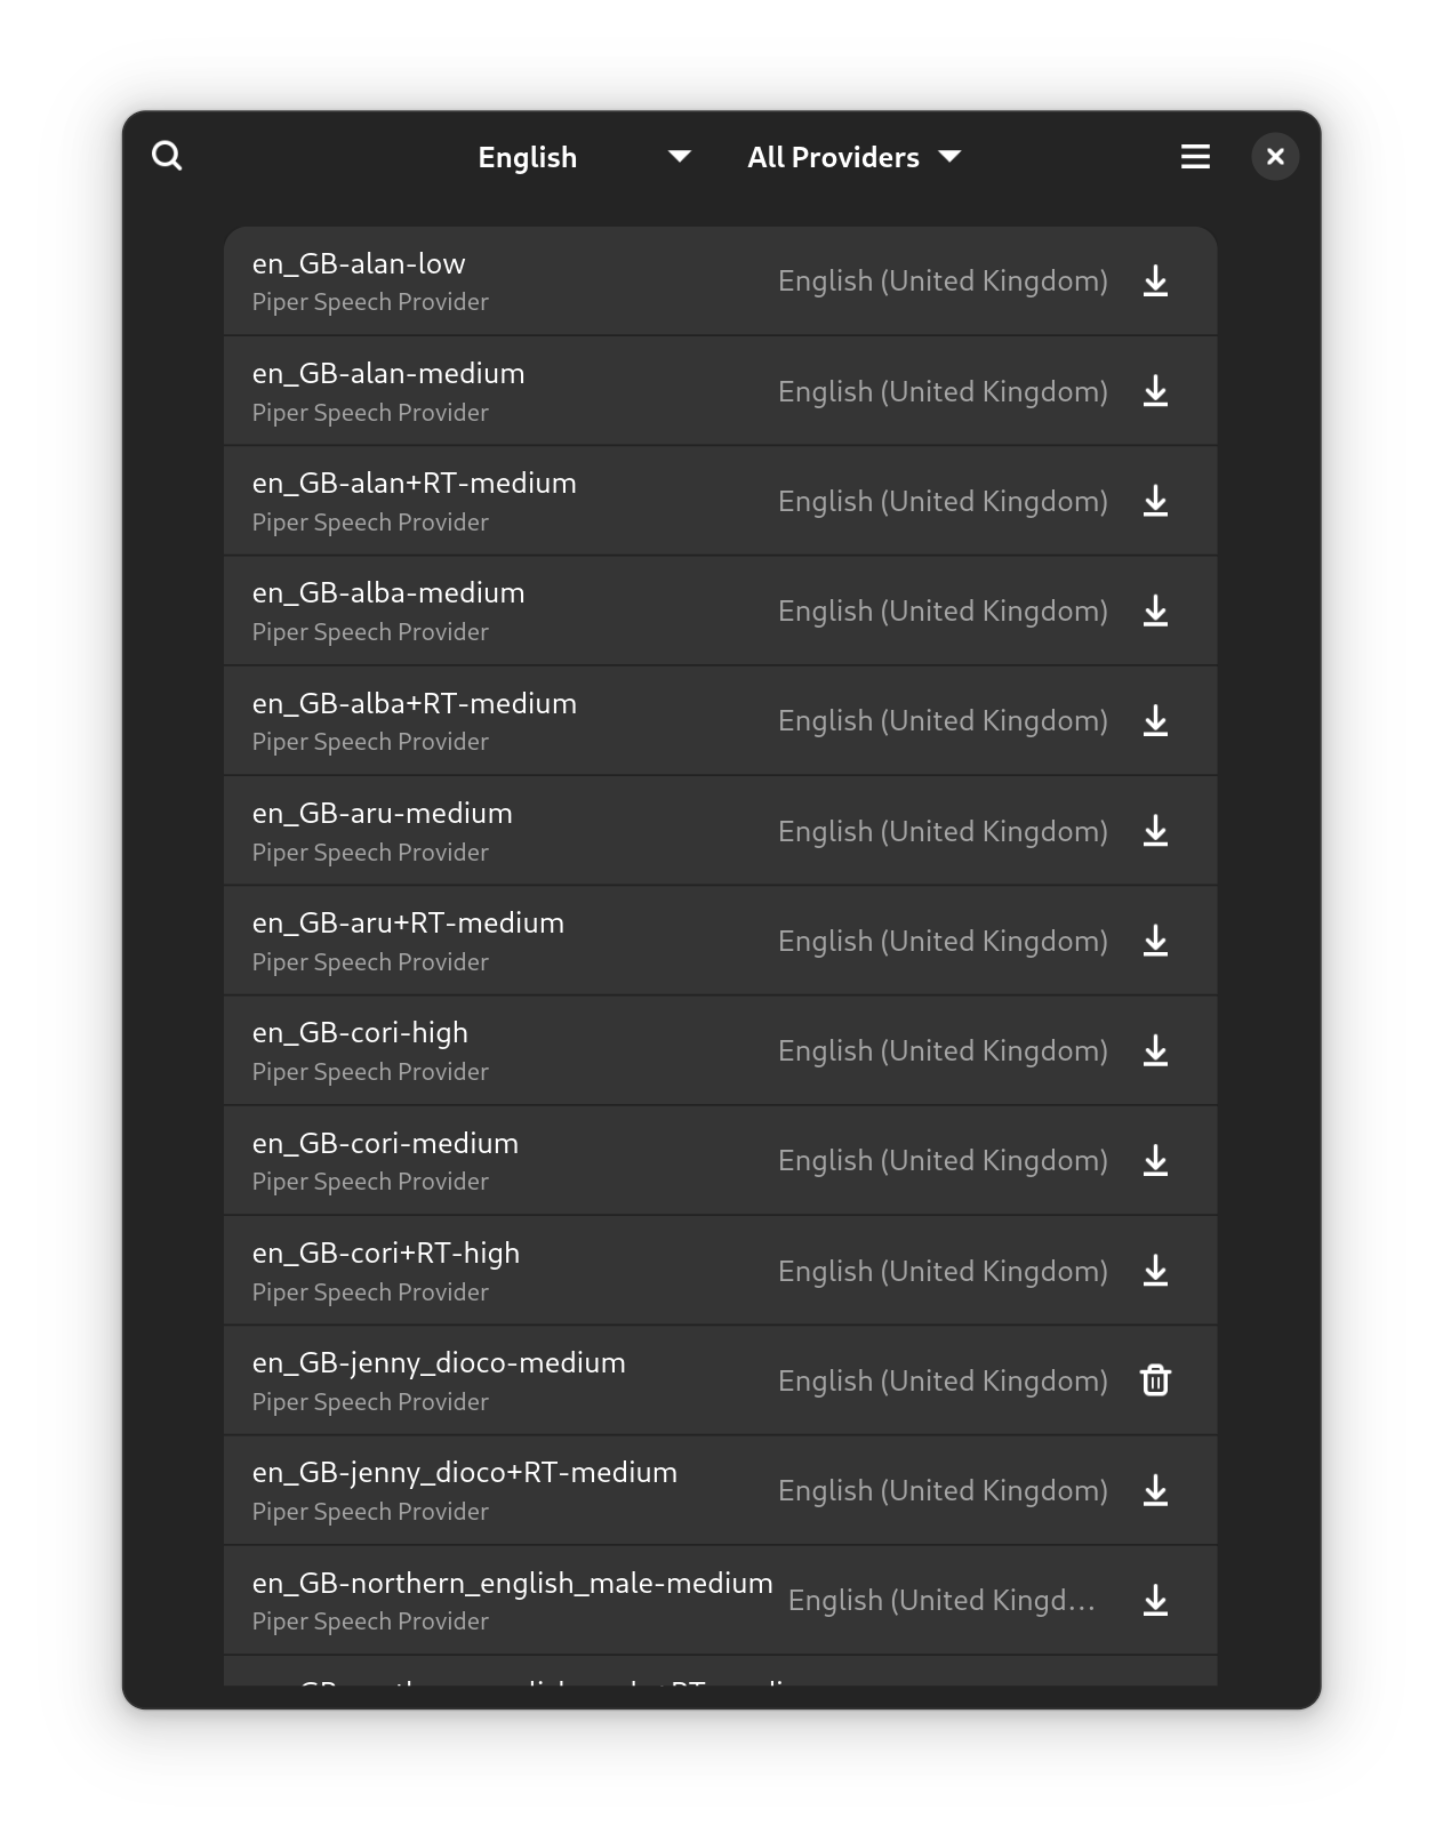 English
All Providers
en_GB-alan-low
Piper Speech Provider
English (United Kingdom)
en_GB-alan-medium
Piper Speech Provider
English (United Kingdom)
en_GB-alan+RT-medium
Piper Speech Provider
English (United Kingdom)
en_GB-alba-medium
Piper Speech Provider
English (United Kingdom)
en_GB-alba+RT-medium
Piper Speech Provider
English (United Kingdom)
en_GB-aru-medium
Piper Speech Provider
English (United Kingdom)
en_GB-aru+RT-medium
Piper Speech Provider
English (United Kingdom)
en_GB-cori-high
Piper Speech Provider
English (United Kingdom)
en_GB-cori-medium
Piper Speech Provider
English (United Kingdom)
en_GB-cori+RT-high
Piper Speech Provider
English (United Kingdom)
en_GB-jenny_dioco-medium
Piper Speech Provider
English (United Kingdom)
en_GB-jenny_dioco+RT-medium
Piper Speech Provider
English (United Kingdom)
en_GB-northern_english_male-medium
Piper Speech Provider
English (United Kingd...